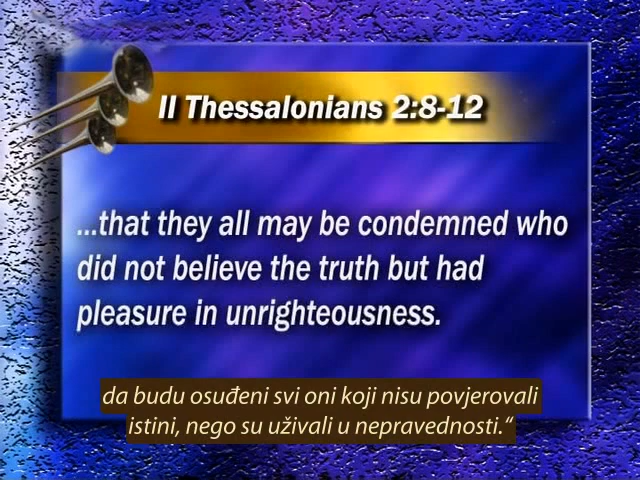 II Thessalonians 2:8-12
...that they all may be condemned who
did not believe the truth but had
pleasure in unrighteousness.
da budu osuđeni svi oni koji nisu povjerovali
istini, nego su uživali u nepravednosti.“